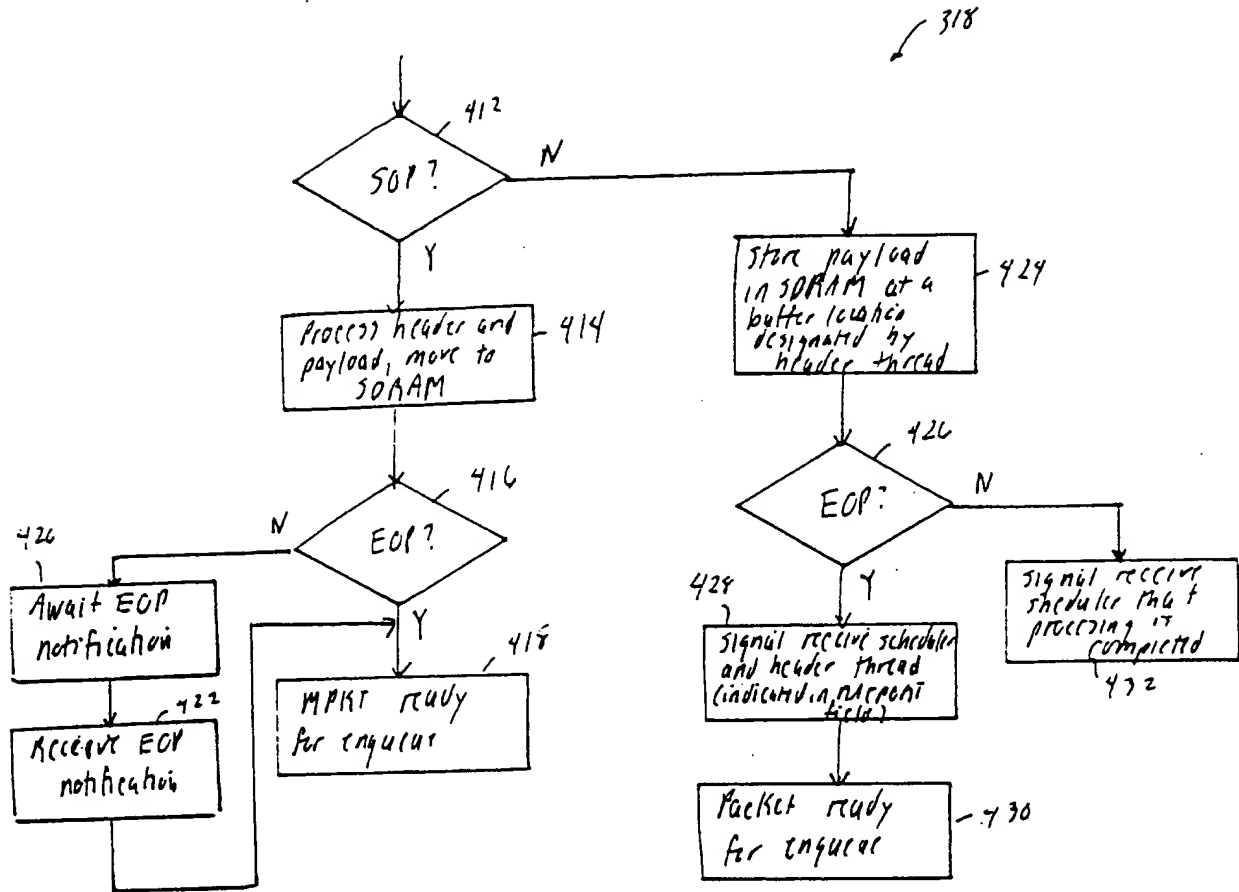 318
412
SOP?
N
Y
Process header and
payload, move to
SDRAM
414
416
EOP?
N
Y
420
Await EOP
notification
422
Receive EOP
notification
418
MPKT ready
for enqueue
Store payload
in SDRAM at a
buffer location
designated by
header thread
424
426
EOP?
N
Y
428
signal receive scheduler
and header thread
(indicated in
field)
Signal receive
sheduler that
processing is
completed
432
Packet ready
for enqueue
430